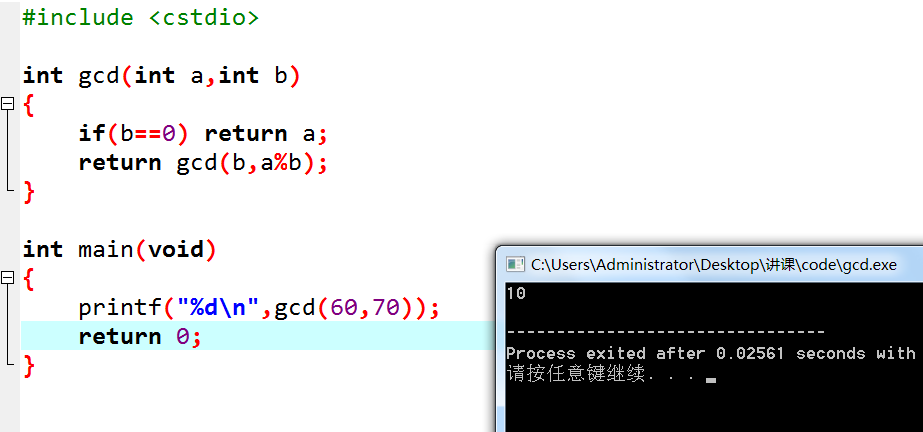 #include <cstdio>
int gcd(int a,int b)
{
if(b==0) return a;
return gcd(b,a%b);
}
int main(void)
{
printf("%d\n",gcd(60,70));
return 0;
}
C:\Users\Administrator\Desktop\讲课\code\gcd.exe
10
--------------------------------
Process exited after 0.02561 seconds with
请按任意键继续. . .